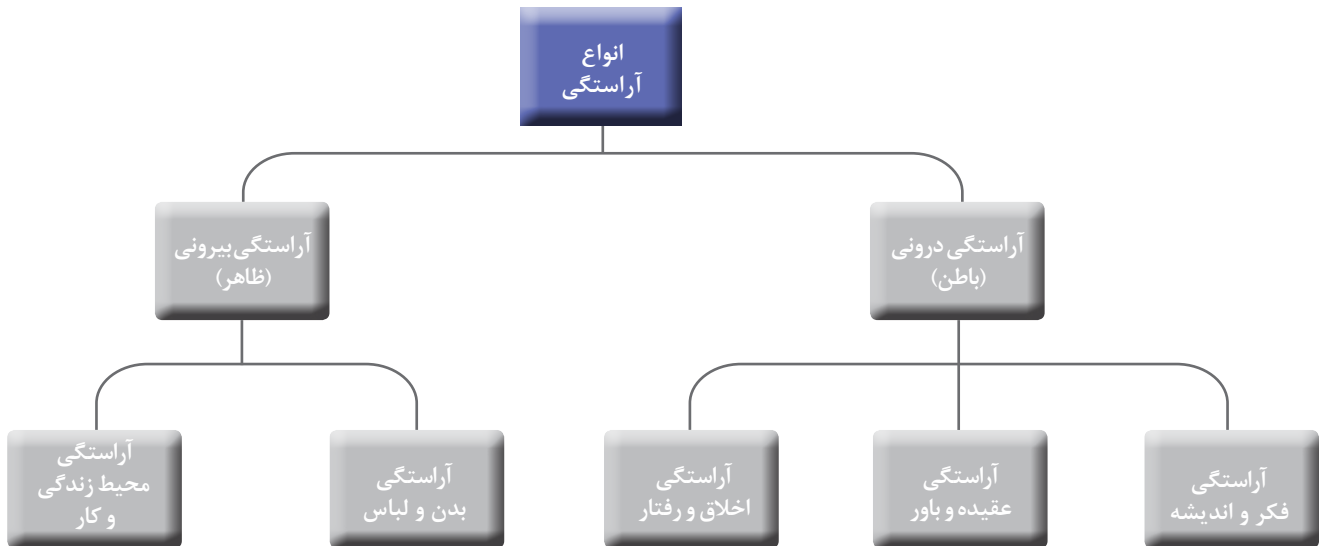 انواع
آراستگی
آراستگی درونی
(باطن)
آراستگی بیرونی
(ظاهر)
آراستگی
فکر و اندیشه
آراستگی
عقیده و باور
آراستگی
اخلاق و رفتار
آراستگی
بدن و لباس
آراستگی
محیط زندگی
و کار